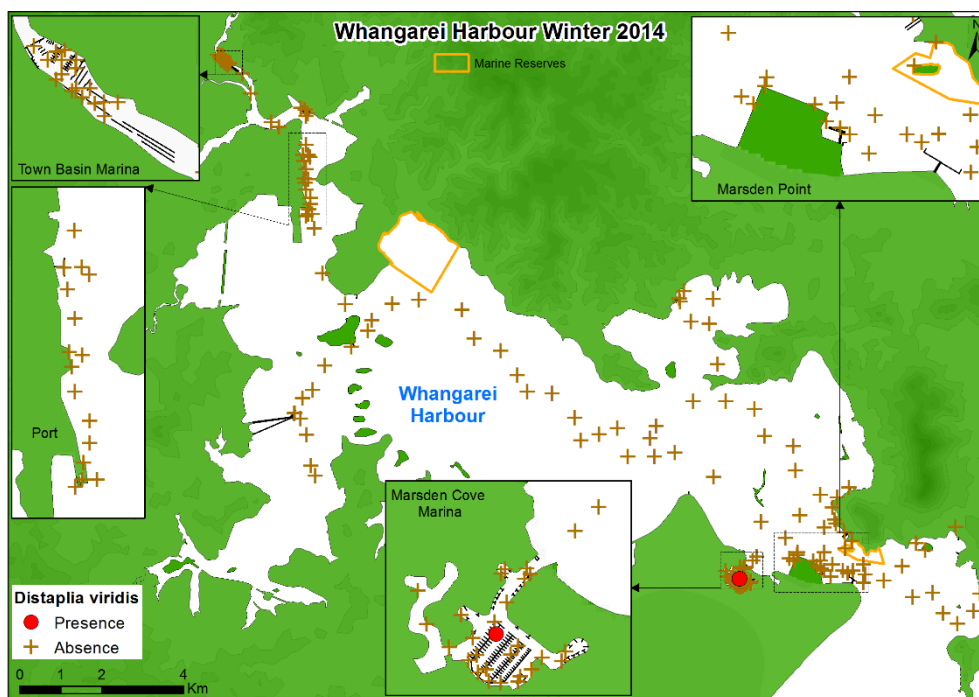 Whangarei Harbour Winter 2014
Marine Reserves
N
Town Basin Marina
Marsden Point
Port
Whangarei
Harbour
Marsden Cove
Marina
Distaplia viridis
Presence
Absence
0 1 2 4
Km